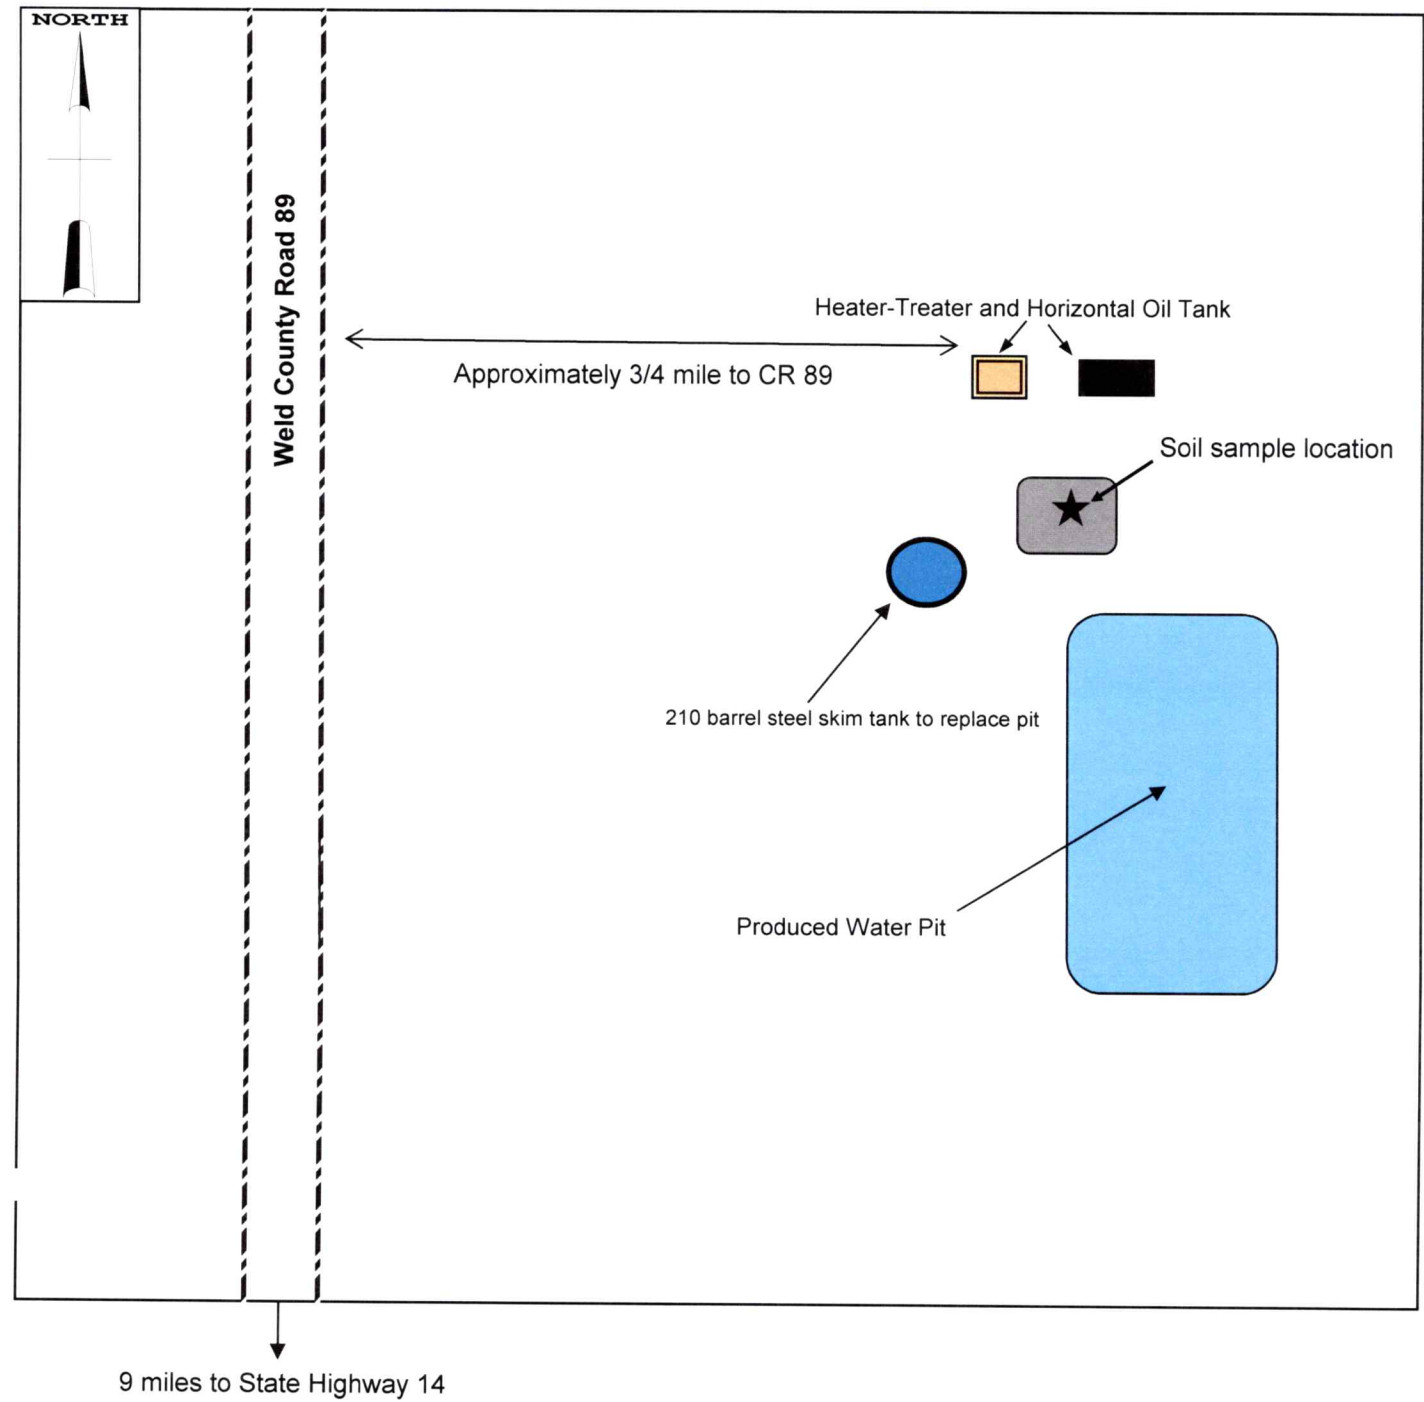 NORTH
Weld County Road 89
Heater-Treater and Horizontal Oil Tank
Approximately 3/4 mile to CR 89
Soil sample location
210 barrel steel skim tank to replace pit
Produced Water Pit
9 miles to State Highway 14